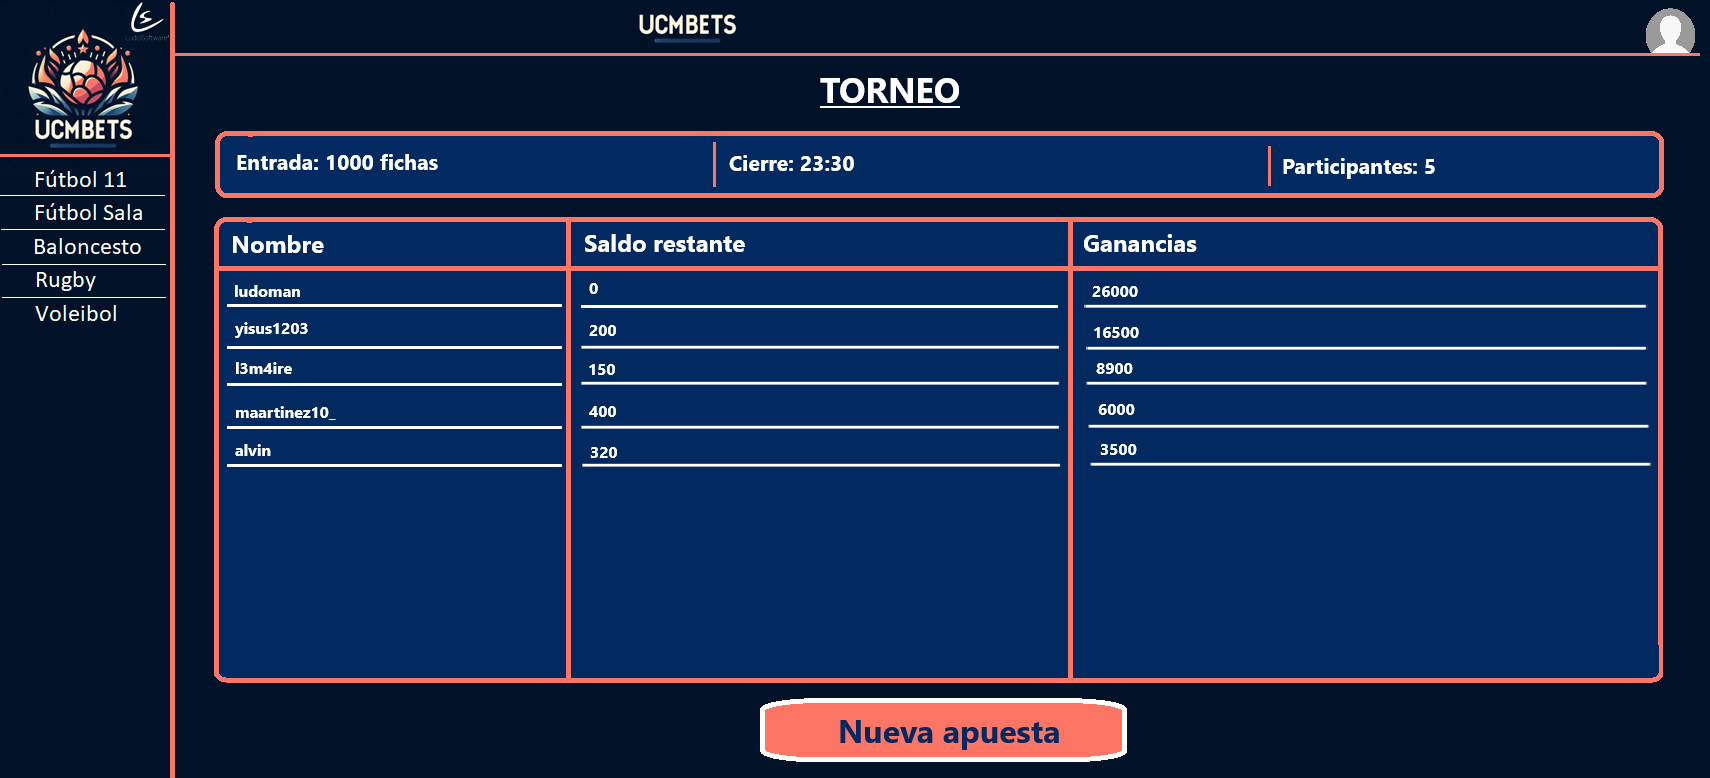 LudoSoftware
UCMBETS
UCMBETS
Fútbol 11
Fútbol Sala
Baloncesto
Rugby
Voleibol
TORNEO
Entrada: 1000 fichas
Cierre: 23:30
Participantes: 5
Nombre Saldo restante Ganancias
ludoman 0 26000
yisus1203 200 16500
l3m4ire 150 8900
maartinez10_ 400 6000
alvin 320 3500
Nueva apuesta